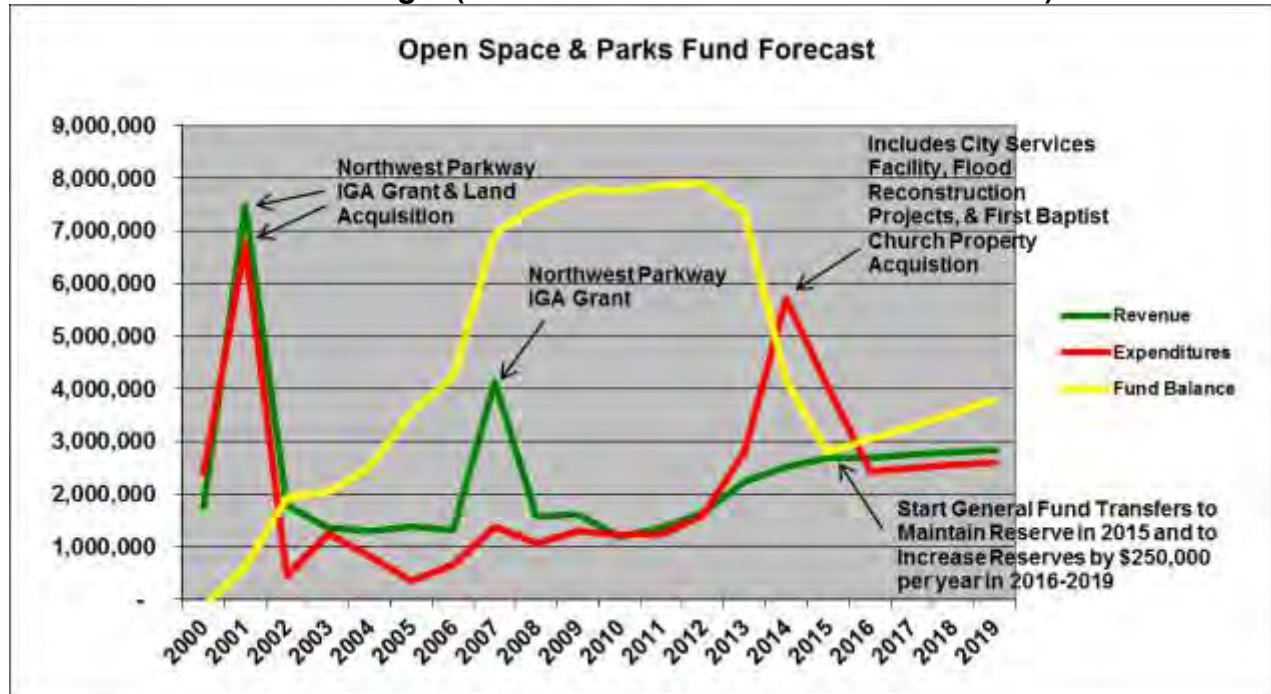 Open Space & Parks Fund Forecast
9,000,000
8,000,000
7,000,000
6,000,000
5,000,000
4,000,000
3,000,000
2,000,000
1,000,000
-
Northwest Parkway
IGA Grant & Land
Acquisition
Northwest Parkway
IGA Grant
Includes City Services
Facility, Flood
Reconstruction
Projects, & First Baptist
Church Property
Acquistion
Start General Fund Transfers to
Maintain Reserve in 2015 and to
Increase Reserves by $250,000
per year in 2016-2019
Revenue
Expenditures
Fund Balance
2000
2001
2002
2003
2004
2005
2006
2007
2008
2009
2010
2011
2012
2013
2014
2015
2016
2017
2018
2019